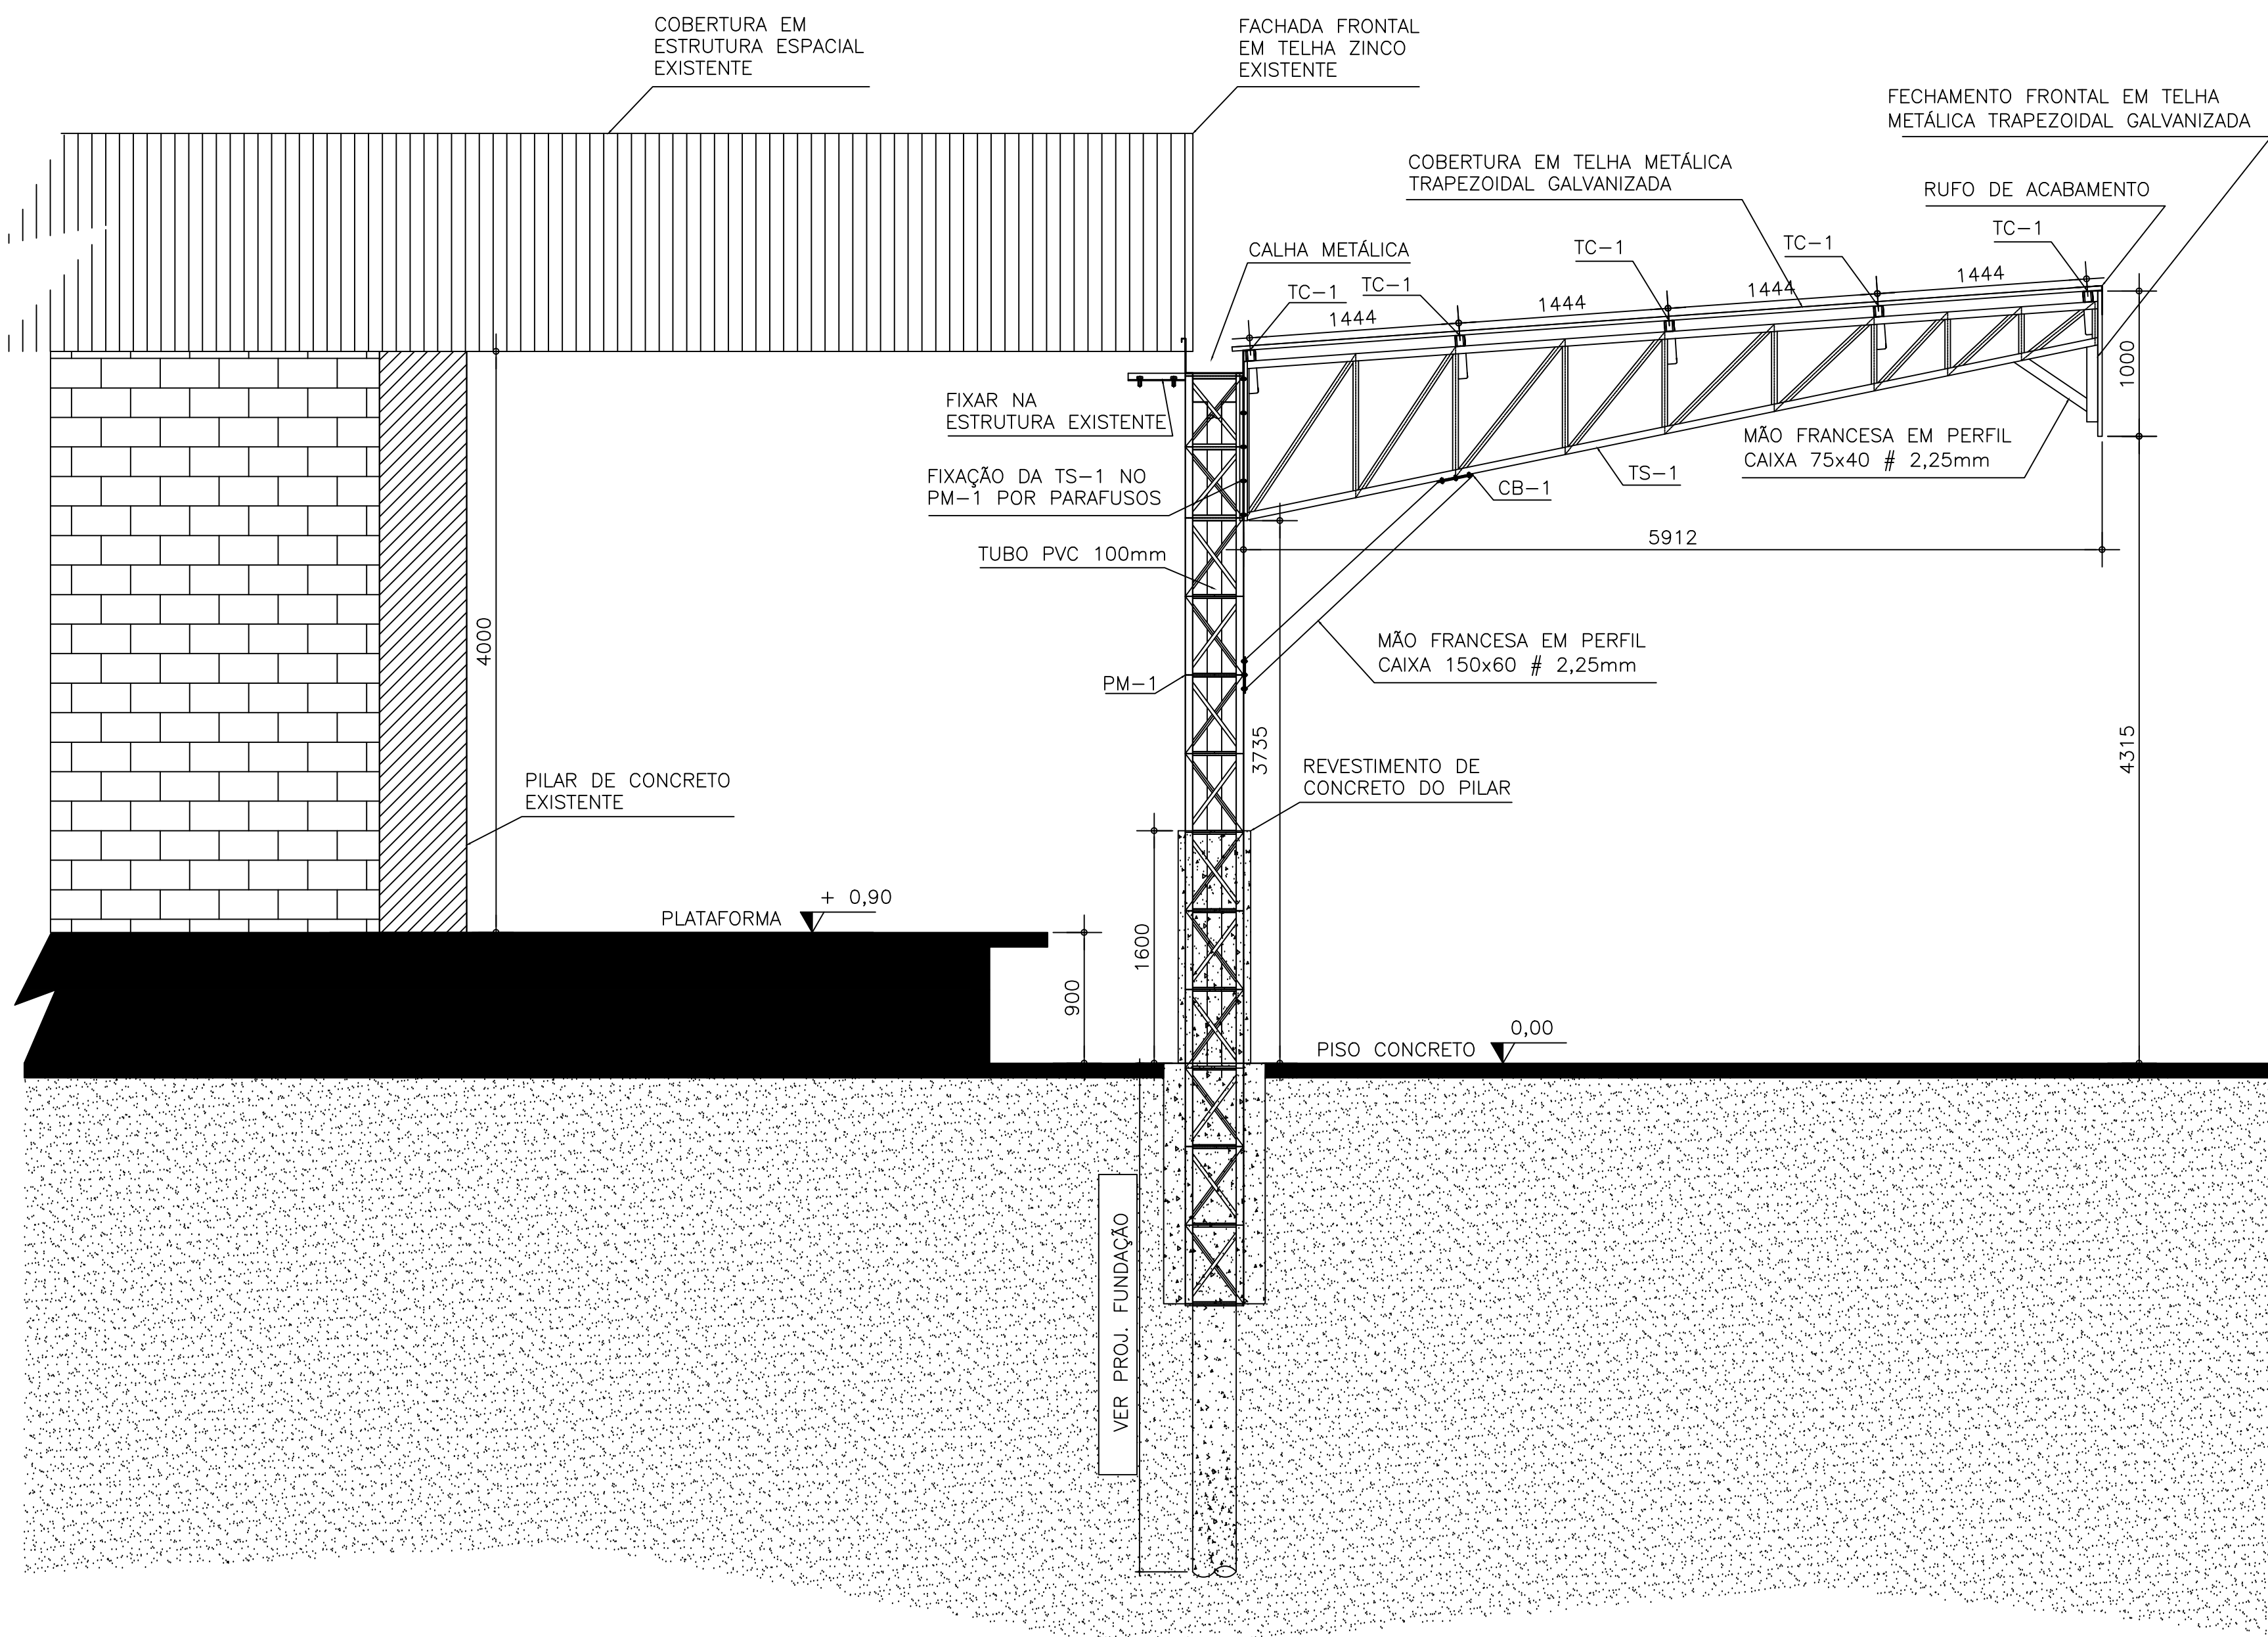 COBERTURA EM
ESTRUTURA ESPACIAL
EXISTENTE
FACHADA FRONTAL
EM TELHA ZINCO
EXISTENTE
FECHAMENTO FRONTAL EM TELHA
METÁLICA TRAPEZOIDAL GALVANIZADA
COBERTURA EM TELHA METÁLICA
TRAPEZOIDAL GALVANIZADA
RUFO DE ACABAMENTO
CALHA METÁLICA
TC-1
TC-1
TC-1
TC-1
TC-1
1444
1444
1444
1444
1000
FIXAR NA
ESTRUTURA EXISTENTE
FIXAÇÃO DA TS-1 NO
PM-1 POR PARAFUSOS
MÃO FRANCESA EM PERFIL
CAIXA 75x40 # 2,25mm
TS-1
CB-1
5912
TUBO PVC 100mm
4000
MÃO FRANCESA EM PERFIL
CAIXA 150x60 # 2,25mm
PM-1
3735
4315
PILAR DE CONCRETO
EXISTENTE
REVESTIMENTO DE
CONCRETO DO PILAR
PLATAFORMA
+ 0,90
1600
900
PISO CONCRETO
0,00
VER PROJ. FUNDAÇÃO